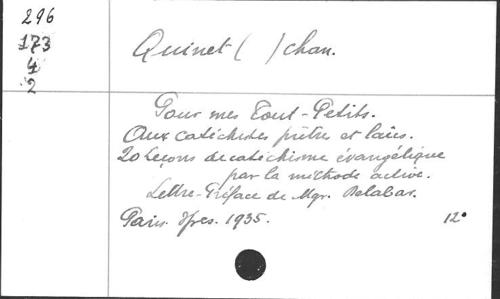 296
173
4
2
Quinet ( ) chan.
Pour mes Tout-Petits.
Aux catéchistes prêtres et laics.
20 Leçons de catéchisme évangélique
par la méthode active.
Lettre-Préface de Mgr. Delabar.
Paris. Spes. 1935. 12°